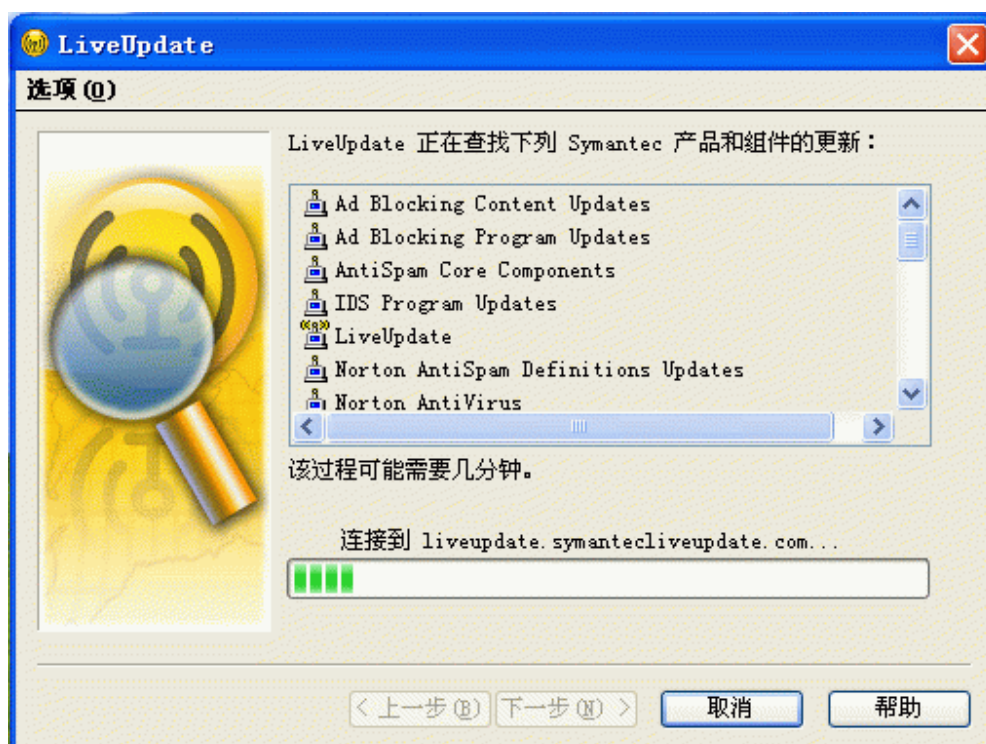 LiveUpdate
选项(O)
LiveUpdate 正在查找下列 Symantec 产品和组件的更新：
Ad Blocking Content Updates
Ad Blocking Program Updates
AntiSpam Core Components
IDS Program Updates
LiveUpdate
Norton AntiSpam Definitions Updates
Norton AntiVirus
该过程可能需要几分钟。
连接到 liveupdate.symantecliveupdate.com...
< 上一步(B) 下一步(N) > 取消 帮助